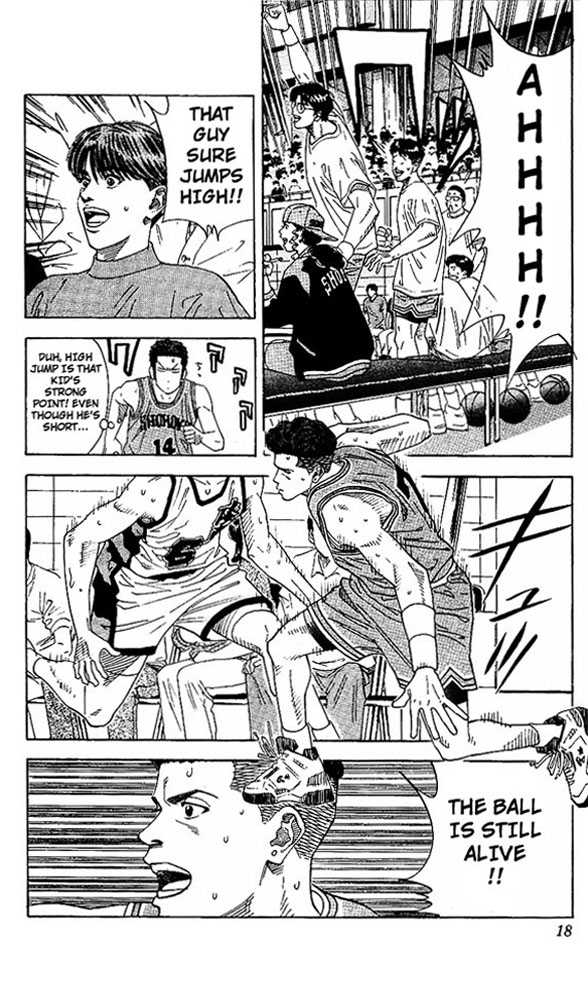 AHHHH!!
THAT
GUY
SURE
JUMPS
HIGH!!
DUH, HIGH
JUMP IS THAT
KID'S
STRONG
POINT! EVEN
THOUGH HE'S
SHORT...
SHOHOKU
14
THE BALL
IS STILL
ALIVE
!!
18